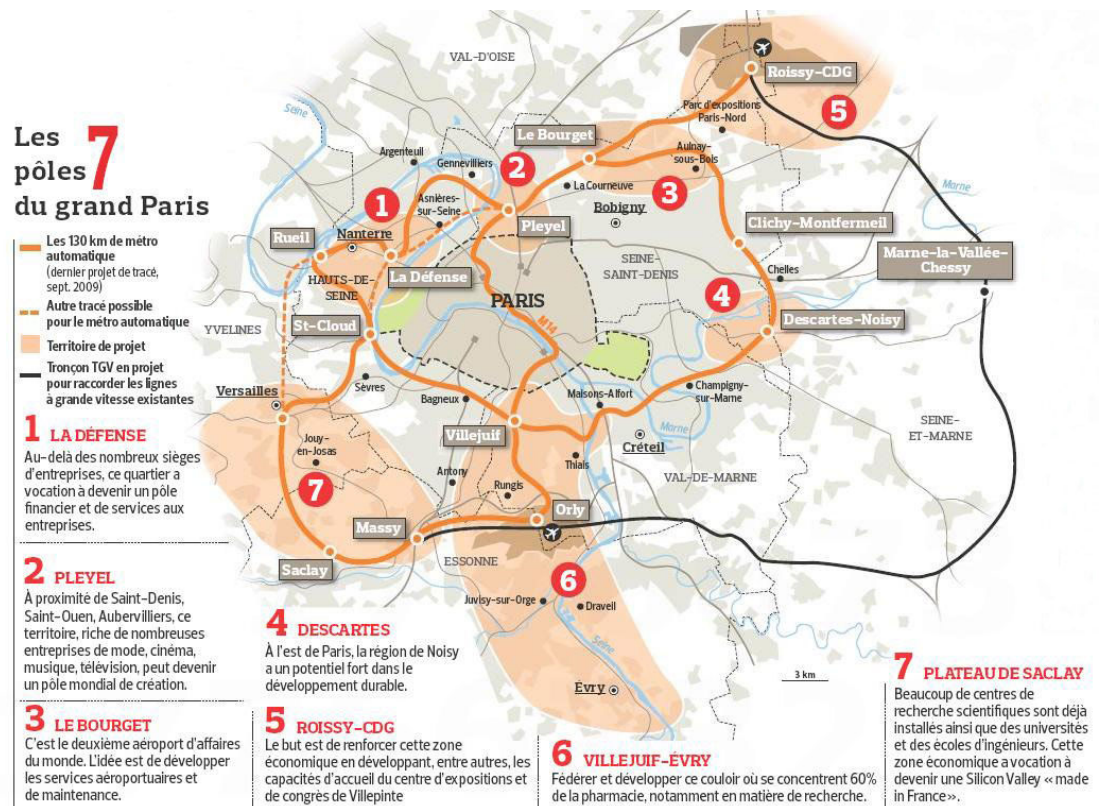 Les
pôles 7
du grand Paris
Les 130 km de métro
automatique
(dernier projet de tracé,
sept. 2009)
Autre tracé possible
pour le métro automatique
Territoire de projet
Tronçon TGV en projet
pour raccorder les lignes
à grande vitesse existantes
VAL-D'OISE
Roissy-CDG
5
Parc d'expositions
Paris-Nord
Seine
Le Bourget
Argenteuil
Gennevilliers
2
Aulnay-
sous-Bois
La Courneuve
3
Marne
1
Asnières-
sur-Seine
Bobigny
Clichy-Montfermeil
Rueil
Nanterre
Pleyel
La Défense
SEINE-
SAINT-DENIS
Marne-la-Vallée-
Chessy
Chelles
HAUTS-DE-
SEINE
PARIS
4
YVELINES
St-Cloud
M14
Descartes-Noisy
Versailles
Sèvres
Bagneux
Maisons-Alfort
Champigny-
sur-Marne
SEINE-
ET-MARNE
Villejuif
Marne
Créteil
Jouy-
en-Josas
Antony
Thiais
VAL-DE-MARNE
7
Rungis
Massy
Orly
Saclay
ESSONNE
6
Juvisy-sur-Orge
Draveil
Seine
Évry
3 km
1 LA DÉFENSE
Au-delà des nombreux sièges
d'entreprises, ce quartier a
vocation à devenir un pôle
financier et de services aux
entreprises.
2 PLEYEL
À proximité de Saint-Denis,
Saint-Ouen, Aubervilliers, ce
territoire, riche de nombreuses
entreprises de mode, cinéma,
musique, télévision, peut devenir
un pôle mondial de création.
3 LE BOURGET
C'est le deuxième aéroport d'affaires
du monde. L'idée est de développer
les services aéroportuaires et
de maintenance.
4 DESCARTES
À l'est de Paris, la région de Noisy
a un potentiel fort dans le
développement durable.
5 ROISSY-CDG
Le but est de renforcer cette zone
économique en développant, entre autres, les
capacités d'accueil du centre d'expositions et
de congrès de Villepinte
6 VILLEJUIF-ÉVRY
Fédérer et développer ce couloir où se concentrent 60%
de la pharmacie, notamment en matière de recherche.
7 PLATEAU DE SACLAY
Beaucoup de centres de
recherche scientifiques sont déjà
installés ainsi que des universités
et des écoles d'ingénieurs. Cette
zone économique a vocation à
devenir une Silicon Valley « made
in France ».